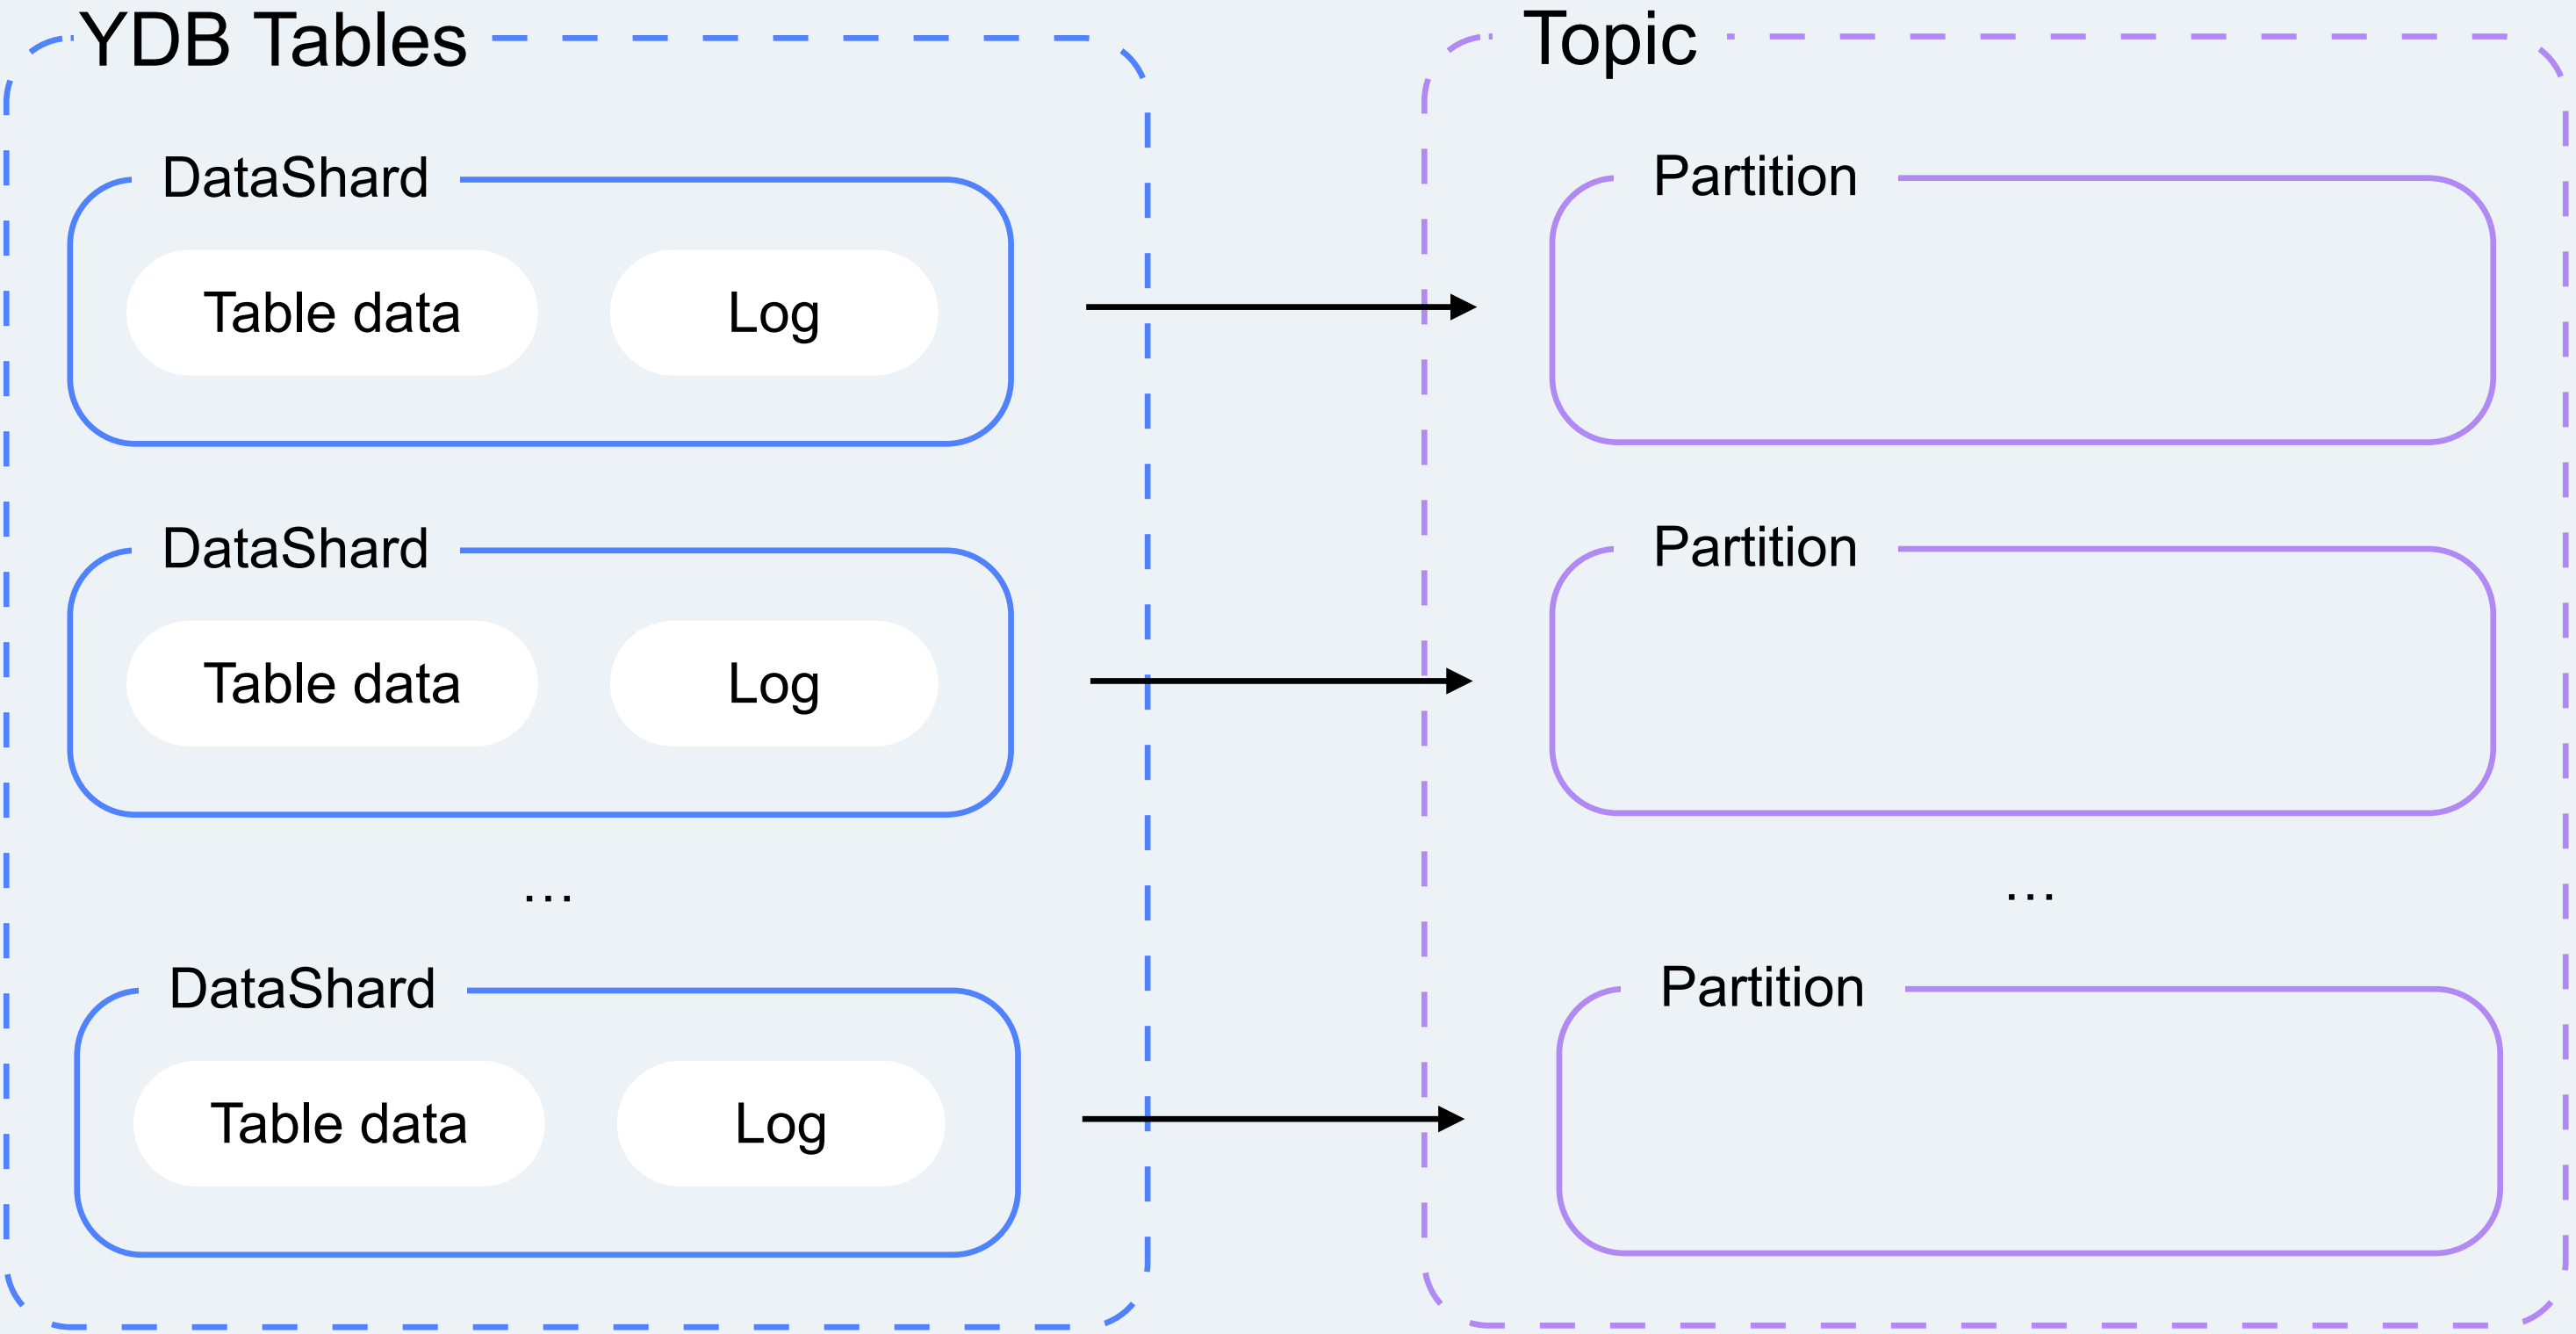 YDB Tables
DataShard
Table data
Log
DataShard
Table data
Log
...
DataShard
Table data
Log
Topic
Partition
Partition
...
Partition